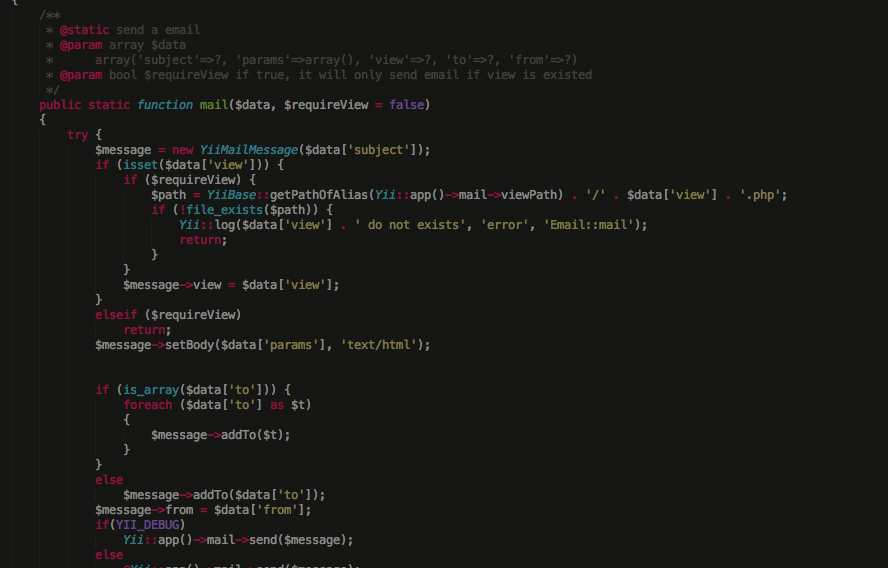 {
/**
* @static send a email
* @param array $data
* array('subject'=>?, 'params'=>array(), 'view'=>?, 'to'=>?, 'from'=>?)
* @param bool $requireView if true, it will only send email if view is existed
*/
public static function mail($data, $requireView = false)
{
try {
$message = new YiiMailMessage($data['subject']);
if (isset($data['view'])) {
if ($requireView) {
$path = YiiBase::getPathOfAlias(Yii::app()->mail->viewPath) . '/' . $data['view'] . '.php';
if (!file_exists($path)) {
Yii::log($data['view'] . ' do not exists', 'error', 'Email::mail');
return;
}
}
$message->view = $data['view'];
}
elseif ($requireView)
return;
$message->setBody($data['params'], 'text/html');
if (is_array($data['to'])) {
foreach ($data['to'] as $t)
{
$message->addTo($t);
}
}
else
$message->addTo($data['to']);
$message->from = $data['from'];
if(YII_DEBUG)
Yii::app()->mail->send($message);
else
@Yii::app()->mail->send($message);